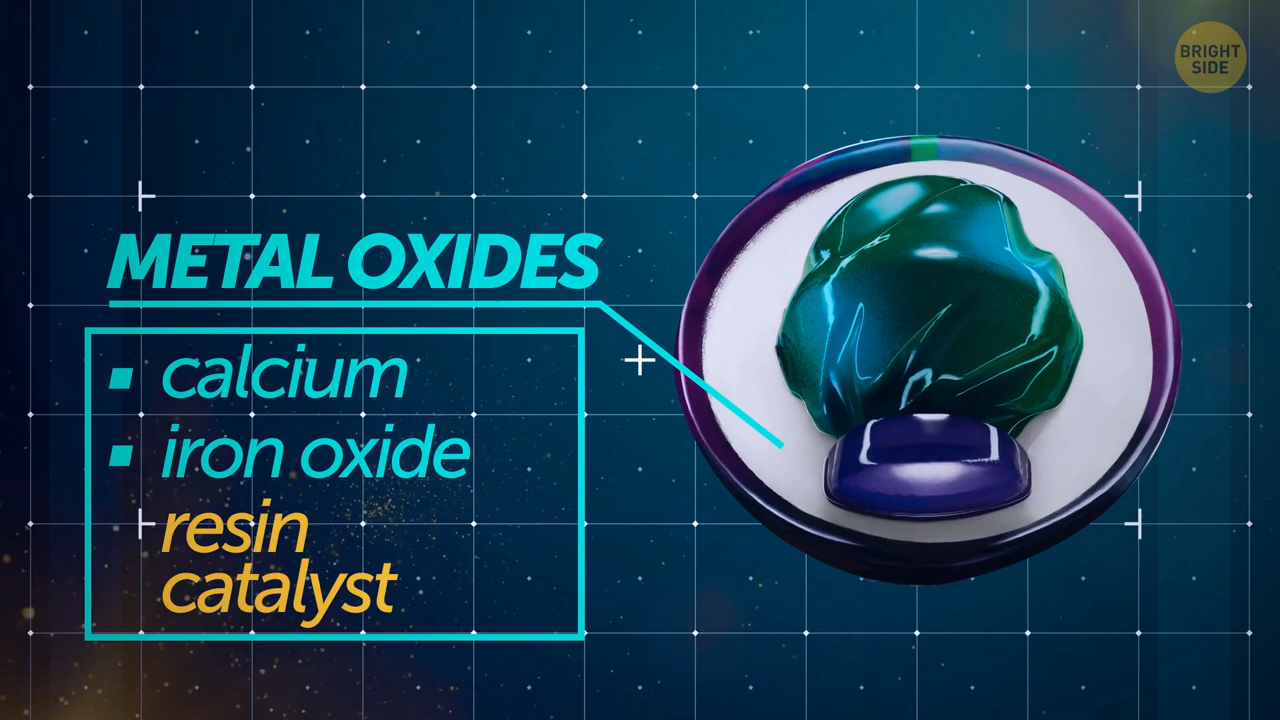 BRIGHT
SIDE
METAL OXIDES
calcium
iron oxide
resin
catalyst